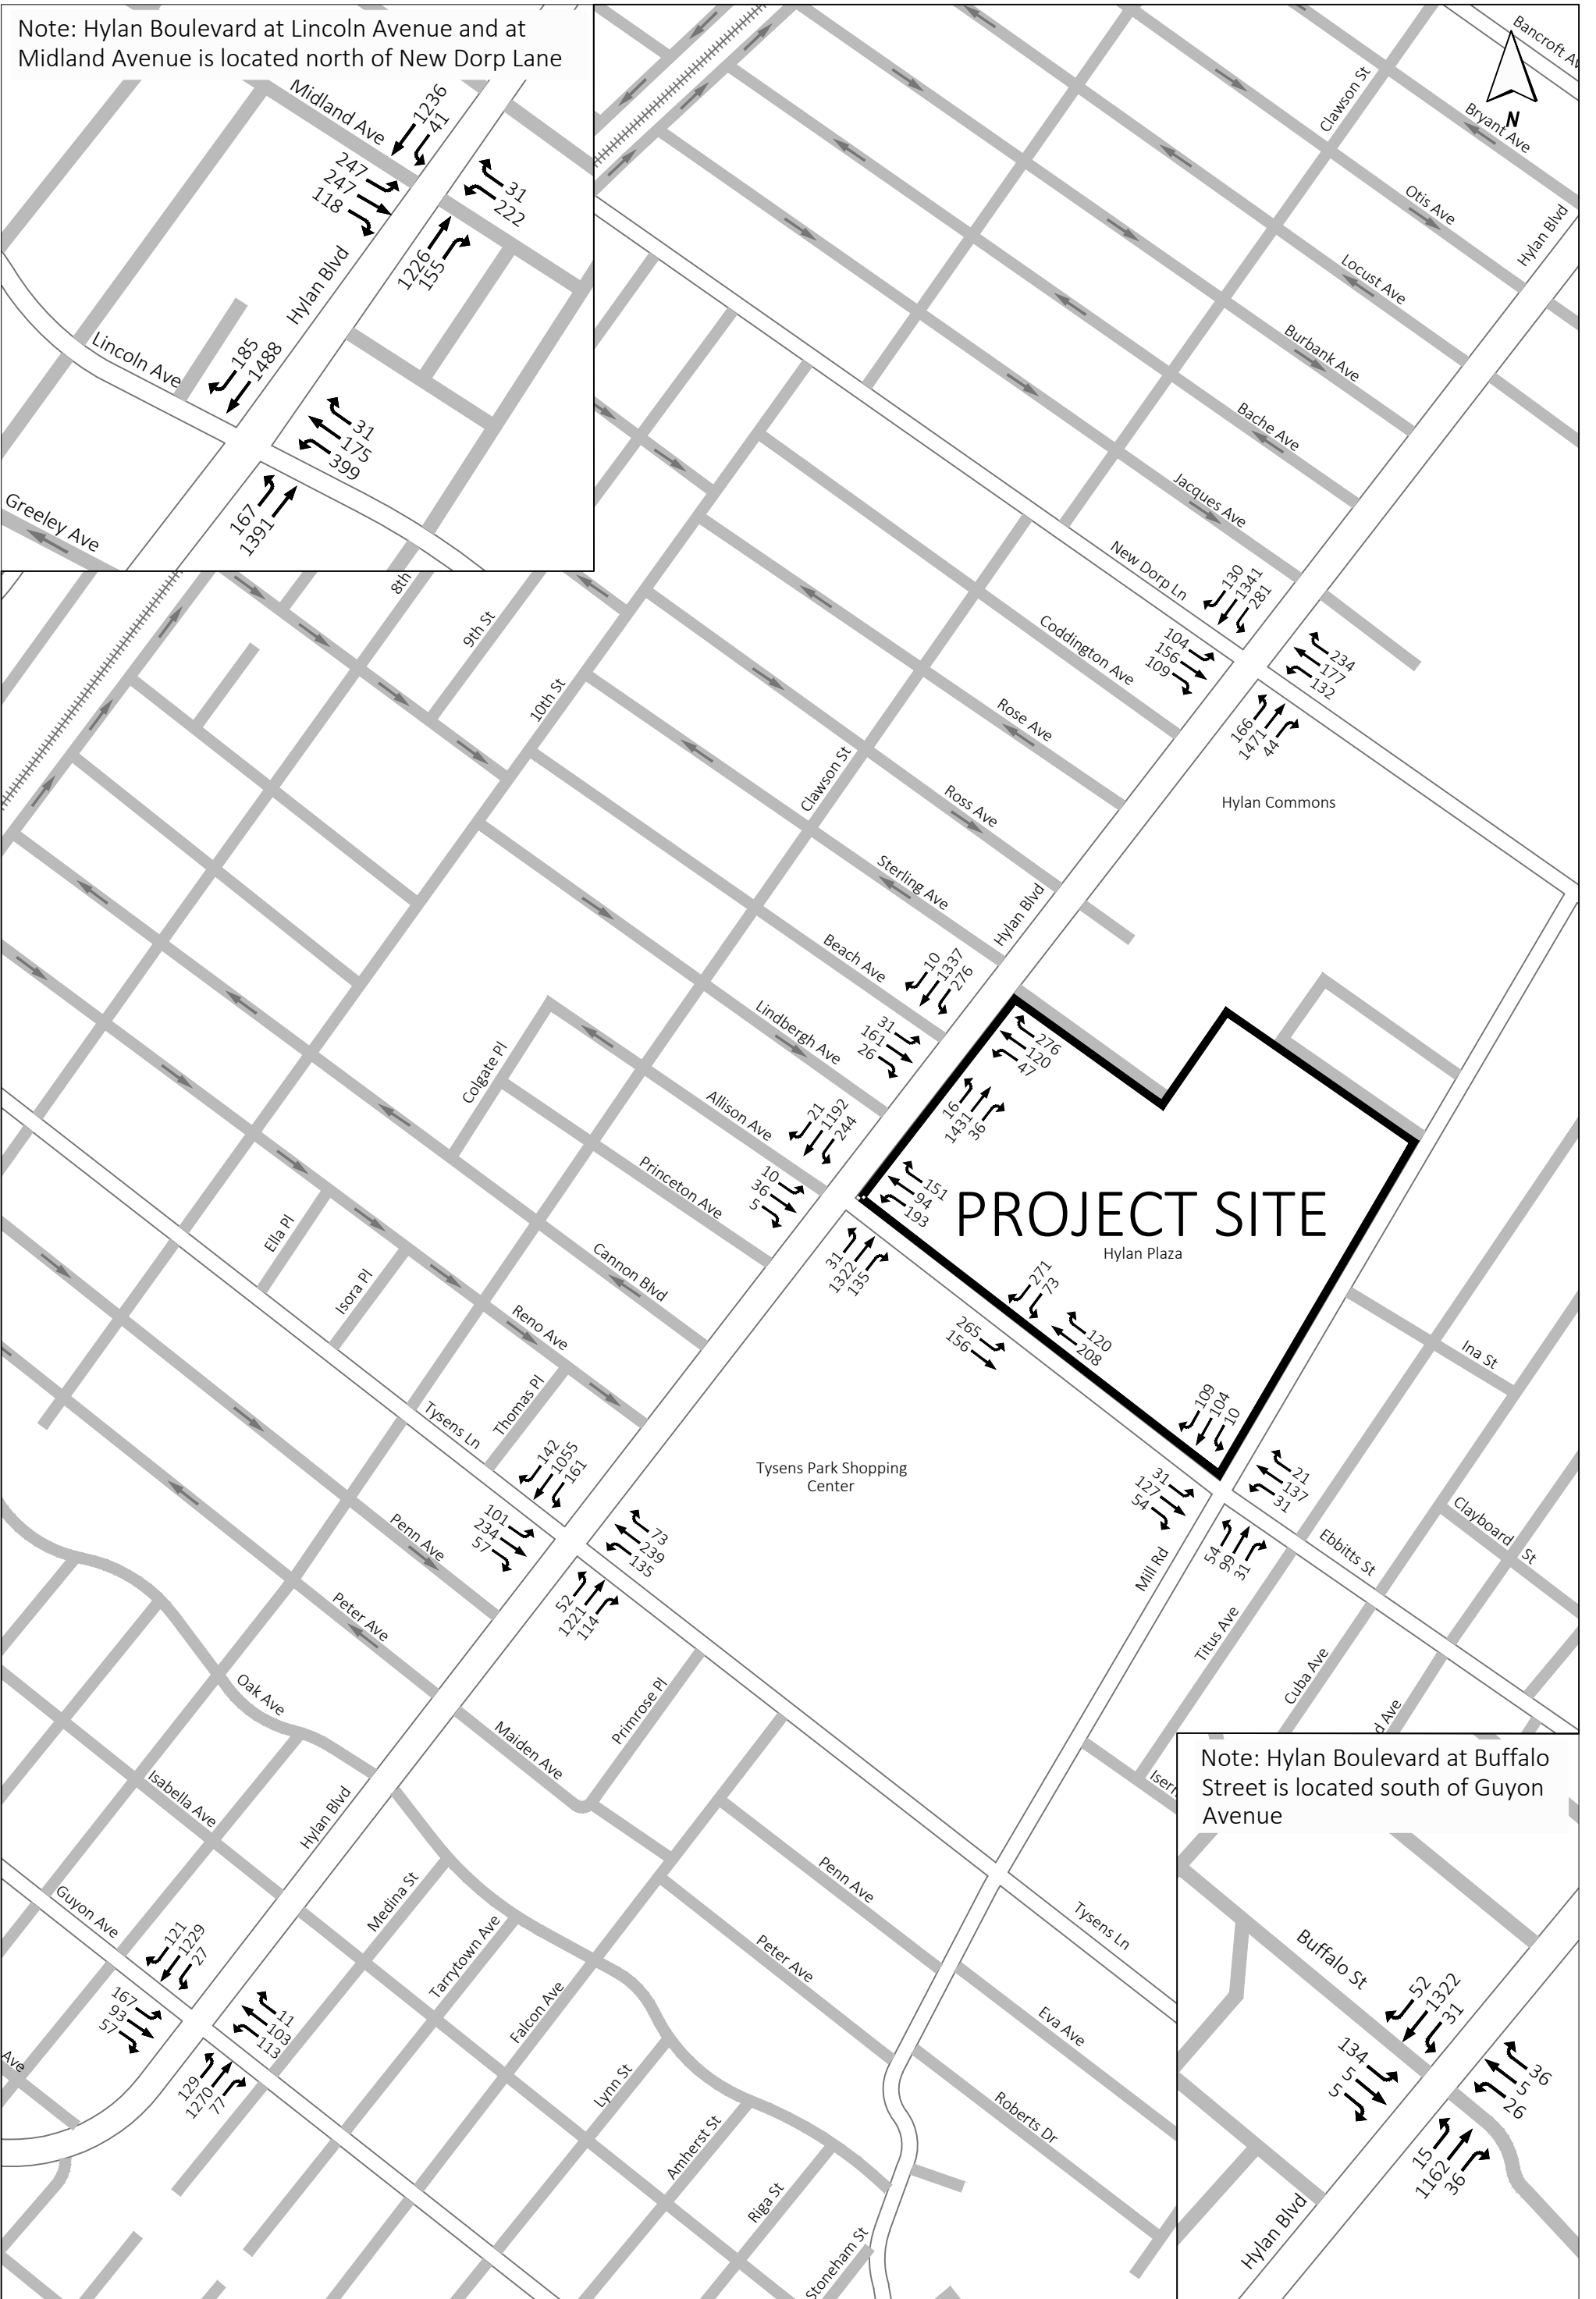 Note: Hylan Boulevard at Lincoln Avenue and at
Midland Avenue is located north of New Dorp Lane
Midland Ave
1236
41
247
247
118
31
222
1226
155
Hylan Blvd
Lincoln Ave
185
1488
31
175
399
167
1391
Greeley Ave
Bancroft Av
N
Clawson St
Bryant Ave
Otis Ave
Hylan Blvd
Locust Ave
Burbank Ave
Bache Ave
Jacques Ave
New Dorp Ln
130
1341
281
104
156
109
234
177
132
166
1471
44
8th
9th St
10th St
Coddington Ave
Rose Ave
Clawson St
Ross Ave
Hylan Commons
Sterling Ave
Hylan Blvd
Beach Ave
10
1337
276
31
161
26
276
120
47
16
1431
36
Lindbergh Ave
Colgate Pl
Allison Ave
21
1192
244
10
36
5
151
94
193
31
1322
135
PROJECT SITE
Hylan Plaza
Princeton Ave
Ella Pl
Isora Pl
Cannon Blvd
Reno Ave
271
73
265
156
120
208
Ina St
Thomas Pl
Tysens Ln
142
1055
161
101
234
57
73
239
135
52
1221
114
Tysens Park Shopping
Center
109
104
10
31
127
54
21
137
31
54
99
31
Clayboard St
Ebbitts St
Mill Rd
Titus Ave
Cuba Ave
d Ave
Penn Ave
Peter Ave
Oak Ave
Primrose Pl
Maiden Ave
Isern
Isabella Ave
Hylan Blvd
Medina St
Tarrytown Ave
Falcon Ave
Penn Ave
Peter Ave
Tysens Ln
Eva Ave
Roberts Dr
Guyon Ave
121
1229
27
167
93
57
11
103
113
129
1270
77
Ave
Lynn St
Amherst St
Riga St
Stoneham St
Note: Hylan Boulevard at Buffalo
Street is located south of Guyon
Avenue
Buffalo St
52
1322
31
134
5
5
36
5
26
15
1162
36
Hylan Blvd